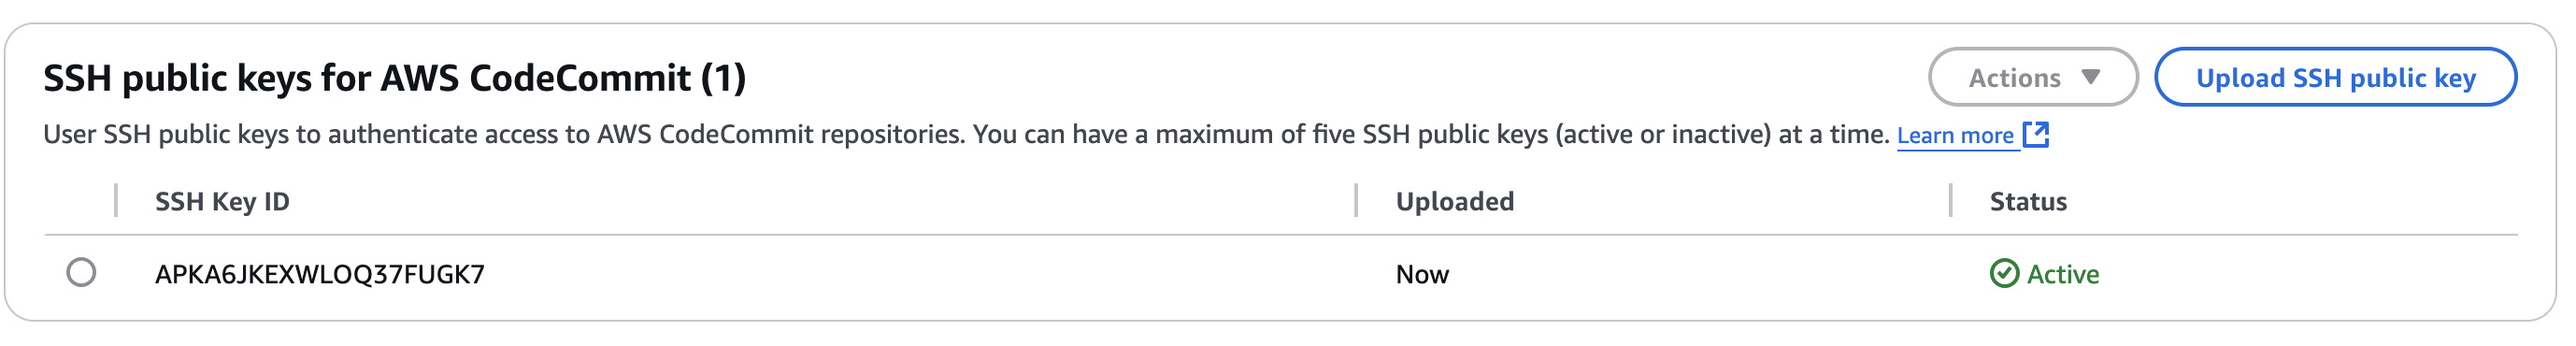 SSH public keys for AWS CodeCommit (1)
Actions
Upload SSH public key
User SSH public keys to authenticate access to AWS CodeCommit repositories. You can have a maximum of five SSH public keys (active or inactive) at a time. Learn more
SSH Key ID
Uploaded
Status
APKA6JKEXWLOQ37FUGK7
Now
Active